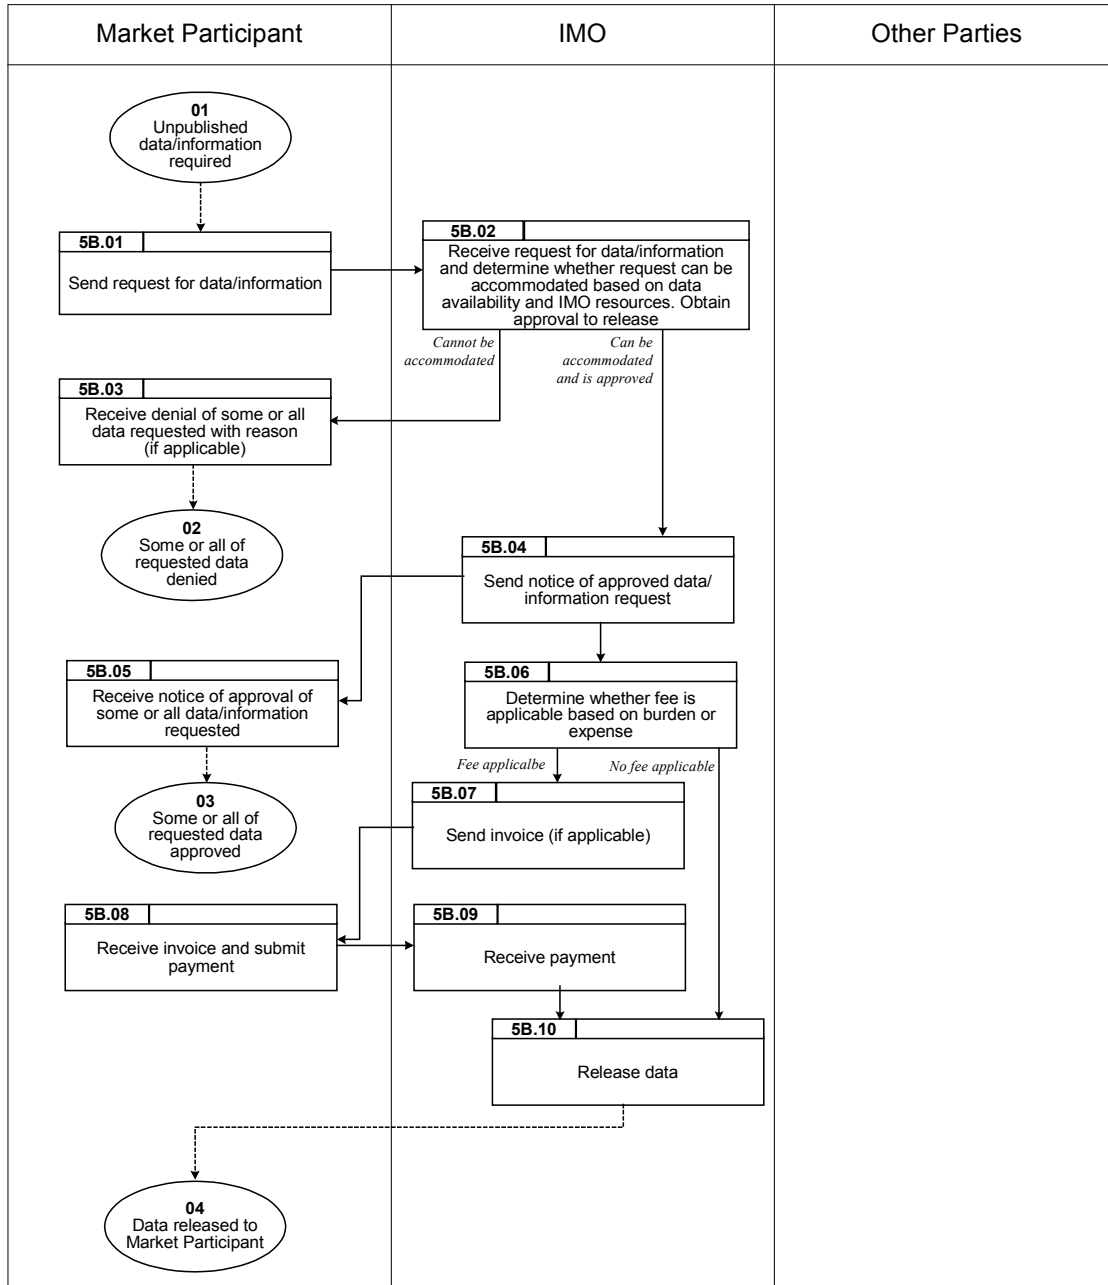 Market Participant
IMO
Other Parties
01
Unpublished
data/information
required
5B.01
Send request for data/information
5B.02
Receive request for data/information
and determine whether request can be
accommodated based on data
availability and IMO resources. Obtain
approval to release
Cannot be
accommodated
Can be
accommodated
and is approved
5B.03
Receive denial of some or all
data requested with reason
(if applicable)
02
Some or all of
requested data
denied
5B.04
Send notice of approved data/
information request
5B.05
Receive notice of approval of
some or all data/information
requested
5B.06
Determine whether fee is
applicable based on burden or
expense
Fee applicalbe
No fee applicable
03
Some or all of
requested data
approved
5B.07
Send invoice (if applicable)
5B.08
Receive invoice and submit
payment
5B.09
Receive payment
5B.10
Release data
04
Data released to
Market Participant